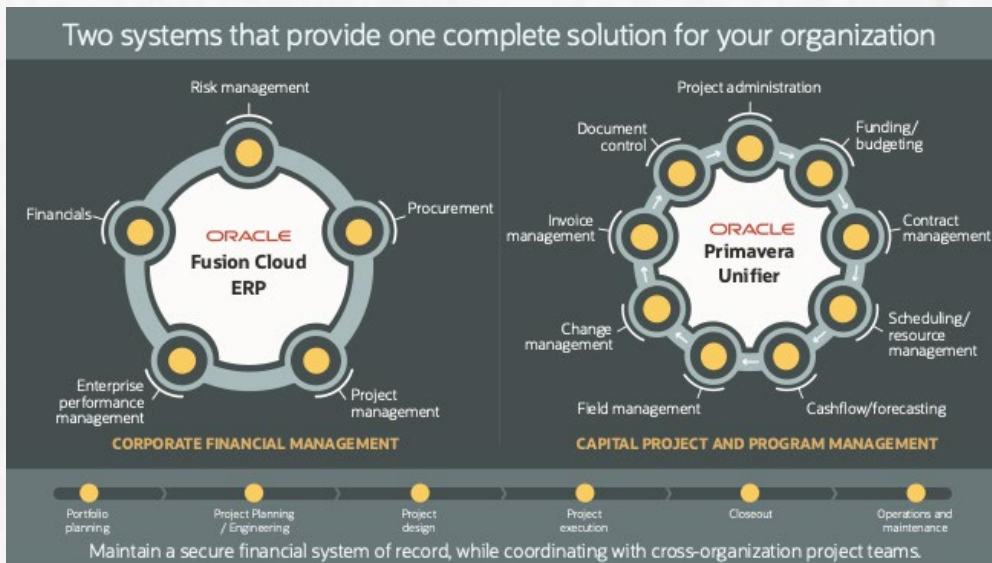 Two systems that provide one complete solution for your organization
Risk management
Financials
Procurement
ORACLE
Fusion Cloud
ERP
Enterprise
performance
management
Project
management
CORPORATE FINANCIAL MANAGEMENT
Project administration
Document
control
Funding/
budgeting
Invoice
management
Contract
management
ORACLE
Primavera
Unifier
Change
management
Scheduling/
resource
management
Field management
Cashflow/forecasting
CAPITAL PROJECT AND PROGRAM MANAGEMENT
Portfolio
planning
Project Planning
/ Engineering
Project
design
Project
execution
Closeout
Operations and
maintenance
Maintain a secure financial system of record, while coordinating with cross-organization project teams.